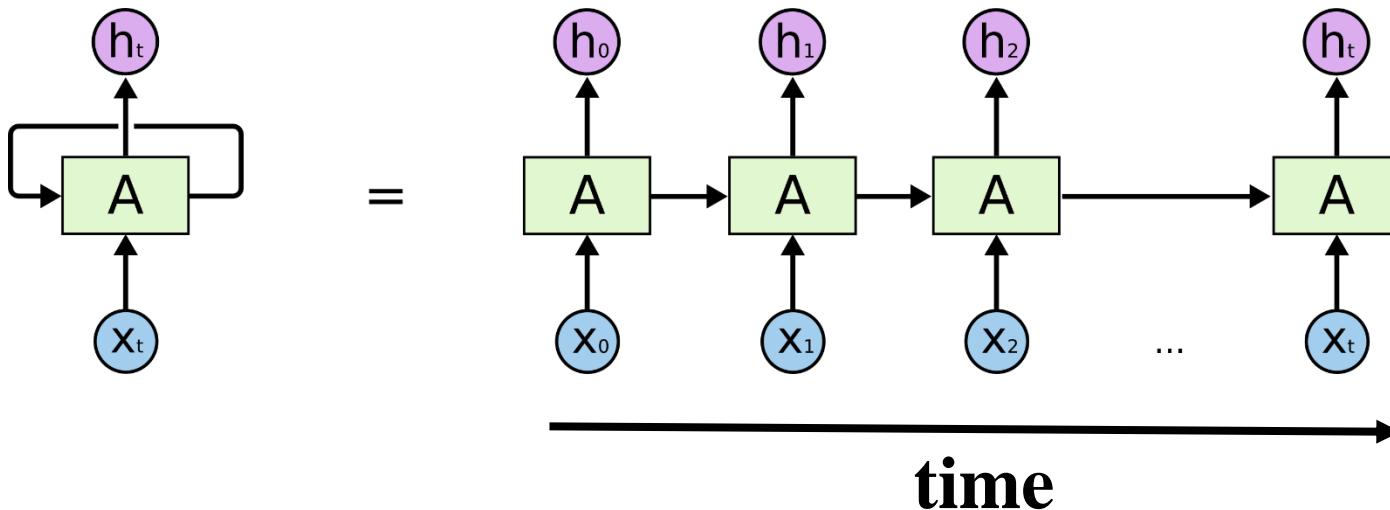 hₜ h₀ h₁ h₂ hₜ
A = A A A A
xₜ x₀ x₁ x₂ ... xₜ
time